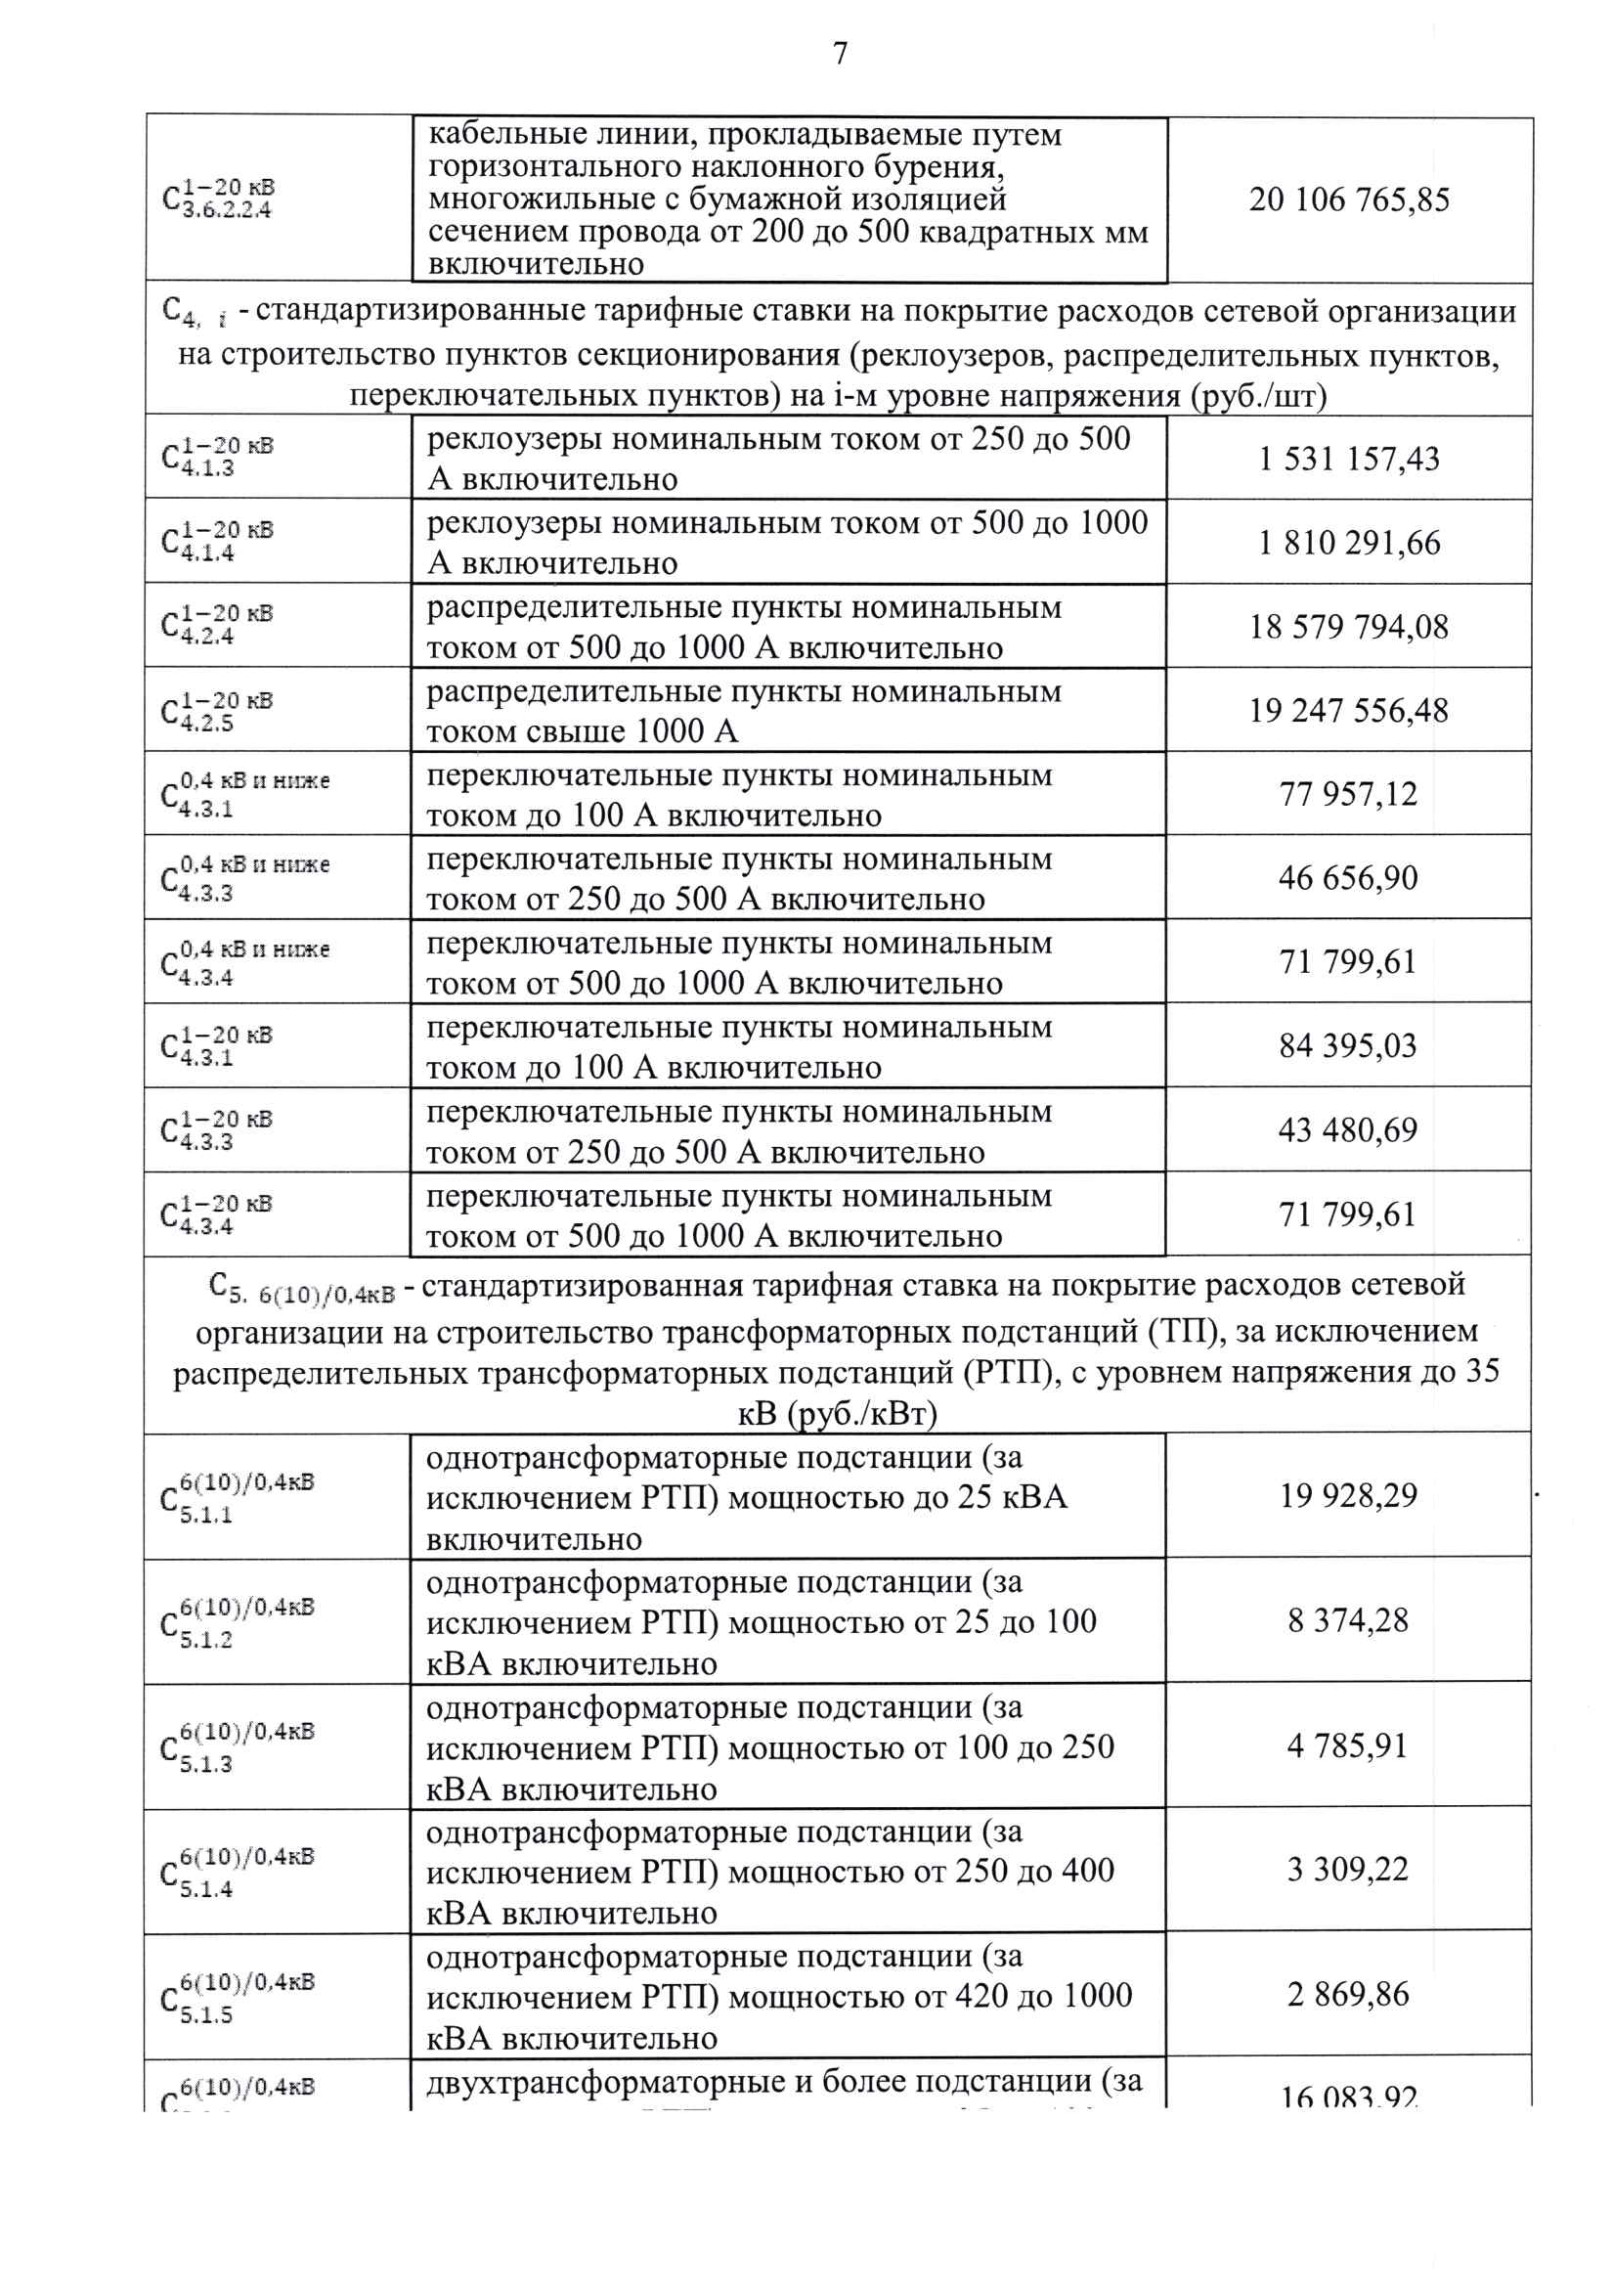 7
C 1–20 кВ 3.6.2.2.4
кабельные линии, прокладываемые путем
горизонтального наклонного бурения,
многожильные с бумажной изоляцией
сечением провода от 200 до 500 квадратных мм
включительно
20 106 765,85
C4, i - стандартизированные тарифные ставки на покрытие расходов сетевой организации
на строительство пунктов секционирования (реклоузеров, распределительных пунктов,
переключательных пунктов) на i-м уровне напряжения (руб./шт)
C 1–20 кВ 4.1.3
реклоузеры номинальным током от 250 до 500
А включительно
1 531 157,43
C 1–20 кВ 4.1.4
реклоузеры номинальным током от 500 до 1000
А включительно
1 810 291,66
C 1–20 кВ 4.2.4
распределительные пункты номинальным
током от 500 до 1000 А включительно
18 579 794,08
C 1–20 кВ 4.2.5
распределительные пункты номинальным
током свыше 1000 А
19 247 556,48
C 0,4 кВ и ниже 4.3.1
переключательные пункты номинальным
током до 100 А включительно
77 957,12
C 0,4 кВ и ниже 4.3.3
переключательные пункты номинальным
током от 250 до 500 А включительно
46 656,90
C 0,4 кВ и ниже 4.3.4
переключательные пункты номинальным
током от 500 до 1000 А включительно
71 799,61
C 1–20 кВ 4.3.1
переключательные пункты номинальным
током до 100 А включительно
84 395,03
C 1–20 кВ 4.3.3
переключательные пункты номинальным
током от 250 до 500 А включительно
43 480,69
C 1–20 кВ 4.3.4
переключательные пункты номинальным
током от 500 до 1000 А включительно
71 799,61
C5. 6(10)/0,4кВ - стандартизированная тарифная ставка на покрытие расходов сетевой
организации на строительство трансформаторных подстанций (ТП), за исключением
распределительных трансформаторных подстанций (РТП), с уровнем напряжения до 35
кВ (руб./кВт)
C 6(10)/0,4кВ 5.1.1
однотрансформаторные подстанции (за
исключением РТП) мощностью до 25 кВА
включительно
19 928,29
C 6(10)/0,4кВ 5.1.2
однотрансформаторные подстанции (за
исключением РТП) мощностью от 25 до 100
кВА включительно
8 374,28
C 6(10)/0,4кВ 5.1.3
однотрансформаторные подстанции (за
исключением РТП) мощностью от 100 до 250
кВА включительно
4 785,91
C 6(10)/0,4кВ 5.1.4
однотрансформаторные подстанции (за
исключением РТП) мощностью от 250 до 400
кВА включительно
3 309,22
C 6(10)/0,4кВ 5.1.5
однотрансформаторные подстанции (за
исключением РТП) мощностью от 420 до 1000
кВА включительно
2 869,86
C 6(10)/0,4кВ
двухтрансформаторные и более подстанции (за
16 083,92